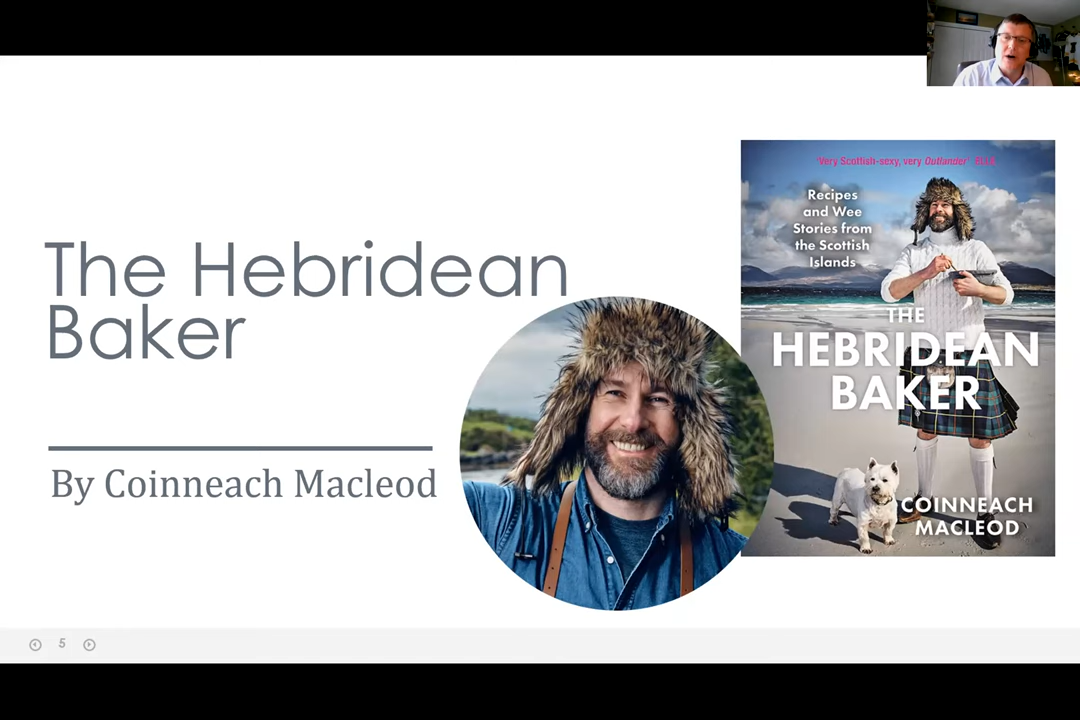 The Hebridean
Baker
By Coinneach Macleod
'Very Scottish-sexy, very Outlander'
Recipes
and Wee
Stories from
the Scottish
Islands
THE
HEBRIDEAN
BAKER
COINNEACH
MACLEOD
5